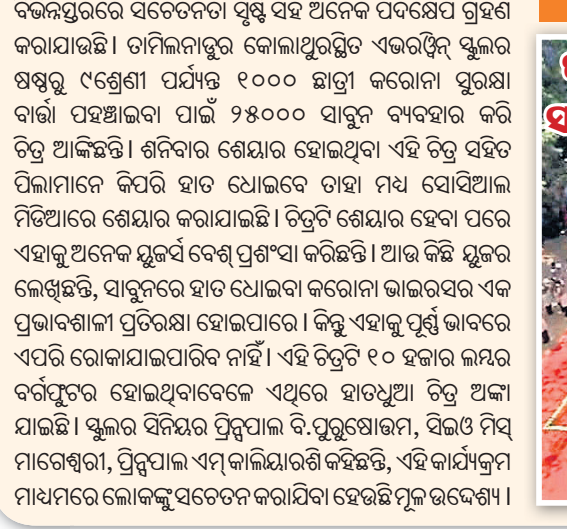 ବିଭିନ୍ନସ୍ତରରେ ସଚେତନତା ସୃଷ୍ଟି ସହ ଅନେକ ପଦକ୍ଷେପ ଗ୍ରହଣ
କରାଯାଉଛି। ତାମିଲନାଡୁର କୋଲାଥୁରସ୍ଥିତ ଏଭରୱିନ୍ ସ୍କୁଲର
ଷଷ୍ଠରୁ ୯ଶ୍ରେଣୀ ପର୍ଯ୍ୟନ୍ତ ୧୦୦୦ ଛାତ୍ରୀ କରୋନା ସୁରକ୍ଷା
ବାର୍ତ୍ତା ପହଞ୍ଚାଇବା ପାଇଁ ୨୫୦୦୦ ସାବୁନ ବ୍ୟବହାର କରି
ଚିତ୍ର ଆଙ୍କିଛନ୍ତି। ଶନିବାର ଶେୟାର ହୋଇଥିବା ଏହି ଚିତ୍ର ସହିତ
ପିଲାମାନେ କିପରି ହାତ ଧୋଇବେ ତାହା ମଧ୍ୟ ସୋସିଆଲ
ମିଡିଆରେ ଶେୟାର କରାଯାଇଛି। ଚିତ୍ରଟି ଶେୟାର ହେବା ପରେ
ଏହାକୁ ଅନେକ ୟୁଜର୍ସ ବେଶ୍ ପ୍ରଶଂସା କରିଛନ୍ତି। ଆଉ କିଛି ୟୁଜର
ଲେଖିଛନ୍ତି, ସାବୁନରେ ହାତ ଧୋଇବା କରୋନା ଭାଇରସର ଏକ
ପ୍ରଭାବଶାଳୀ ପ୍ରତିରକ୍ଷା ହୋଇପାରେ। କିନ୍ତୁ ଏହାକୁ ପୂର୍ଣ୍ଣ ଭାବରେ
ଏପରି ରୋକାଯାଇପାରିବ ନାହିଁ। ଏହି ଚିତ୍ରଟି ୧୦ ହଜାର ଲମ୍ବର
ବର୍ଗଫୁଟର ହୋଇଥିବାବେଳେ ଏଥିରେ ହାତଧୁଆ ଚିତ୍ର ଅଙ୍କା
ଯାଇଛି। ସ୍କୁଲର ସିନିୟର ପ୍ରିନ୍ସପାଲ ବି.ପୁରୁଷୋତ୍ତମ, ସିଇଓ ମିସ୍
ମାଗେଶ୍ୱରୀ, ପ୍ରିନ୍ସପାଲ ଏମ୍ କାଲିୟାରଶି କହିଛନ୍ତି, ଏହି କାର୍ଯ୍ୟକ୍ରମ
ମାଧ୍ୟମରେ ଲୋକଙ୍କୁ ସଚେତନ କରାଯିବା ହେଉଛି ମୂଳ ଉଦ୍ଦେଶ୍ୟ।